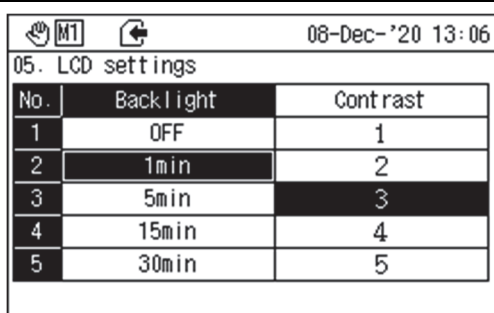 M1 08-Dec-'20 13:06
05. LCD settings
No. Backlight Contrast
1 OFF 1
2 1min 2
3 5min 3
4 15min 4
5 30min 5